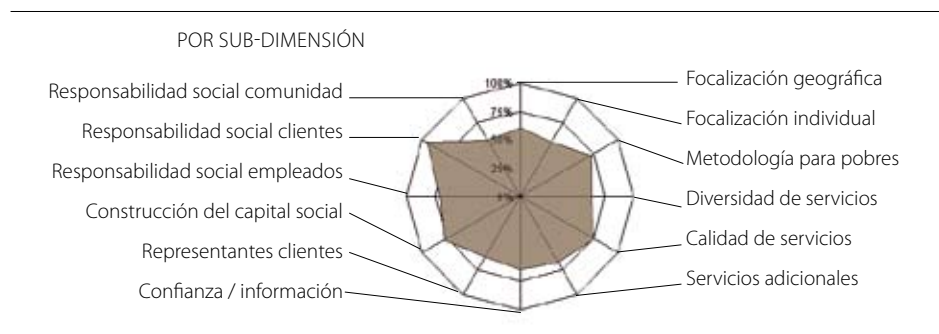 POR SUB-DIMENSIÓN
Responsabilidad social comunidad
Responsabilidad social clientes
Responsabilidad social empleados
Construcción del capital social
Representantes clientes
Confianza / información
100%
75%
50%
25%
Focalización geográfica
Focalización individual
Metodología para pobres
Diversidad de servicios
Calidad de servicios
Servicios adicionales